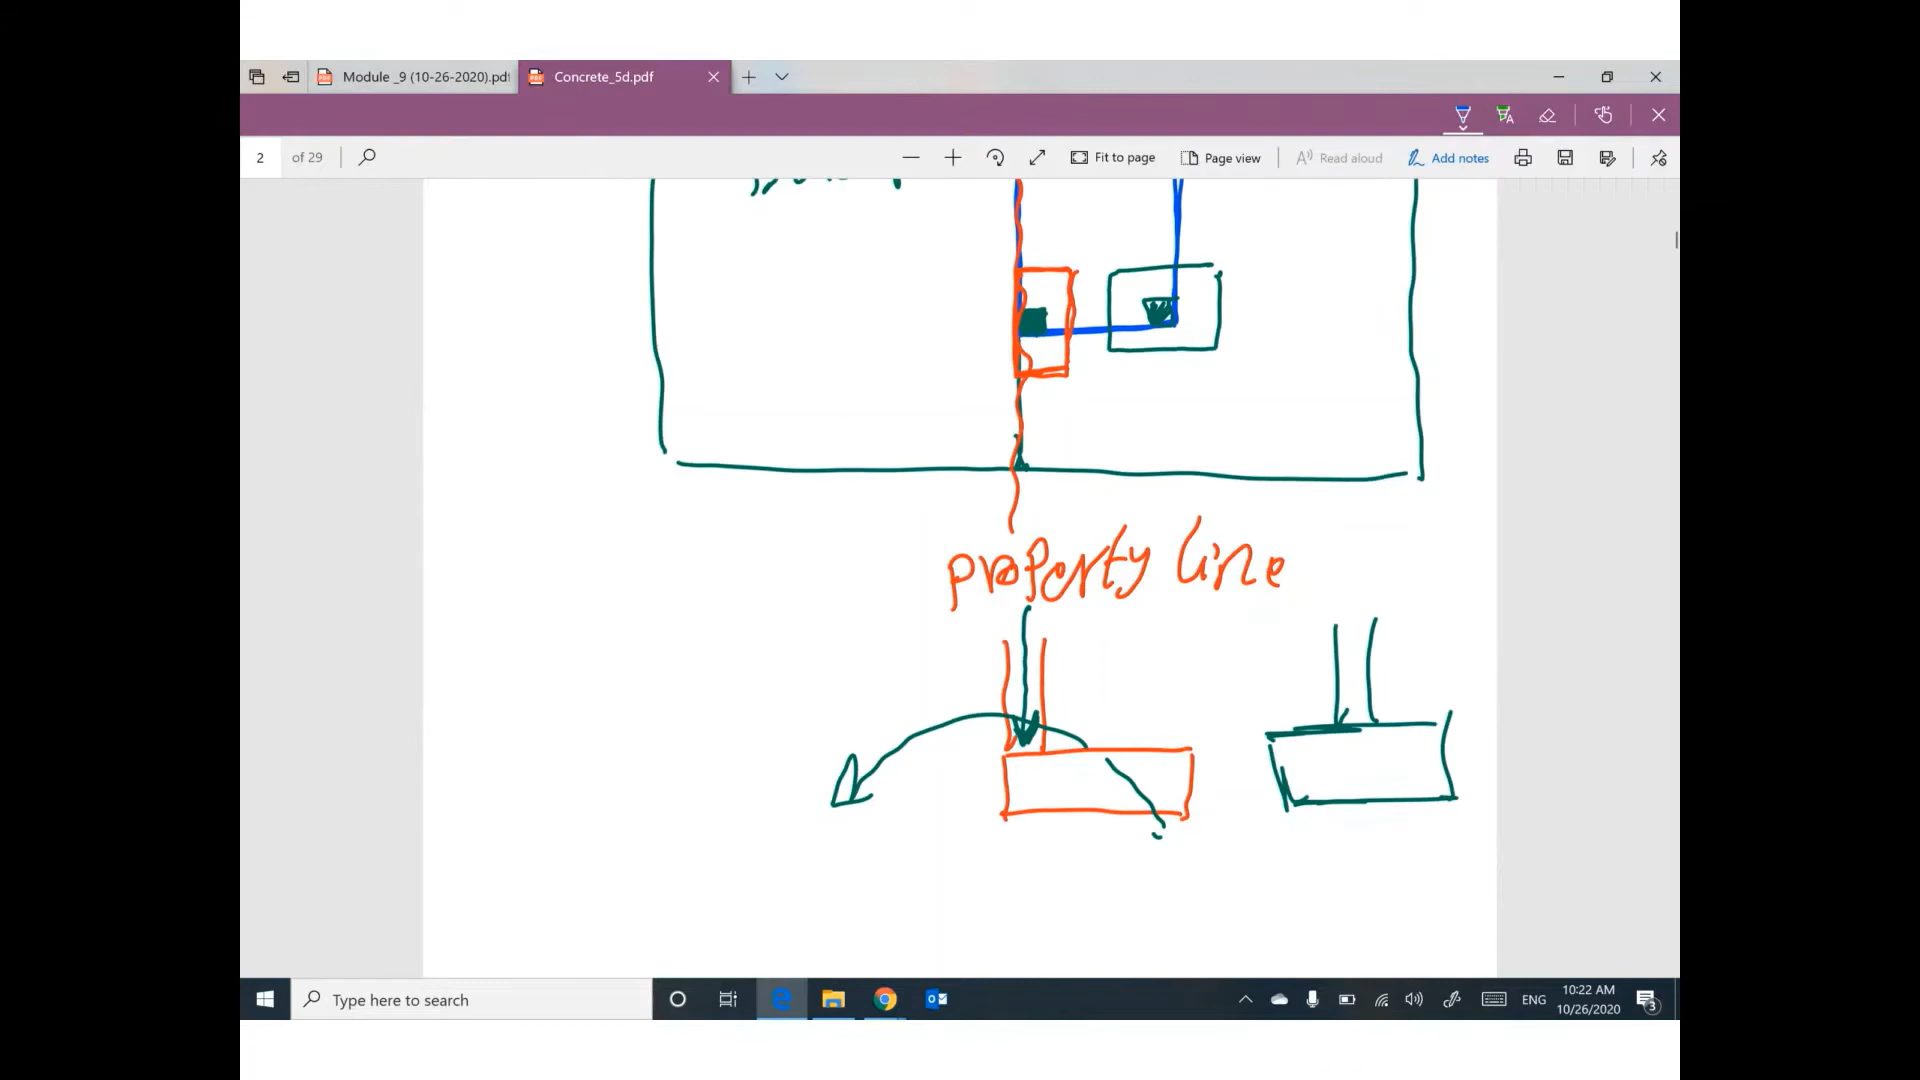 Module _9 (10-26-2020).pdf
Concrete_5d.pdf
2 of 29
Fit to page
Page view
Read aloud
Add notes
property line
Type here to search
ENG
10:22 AM
10/26/2020
3